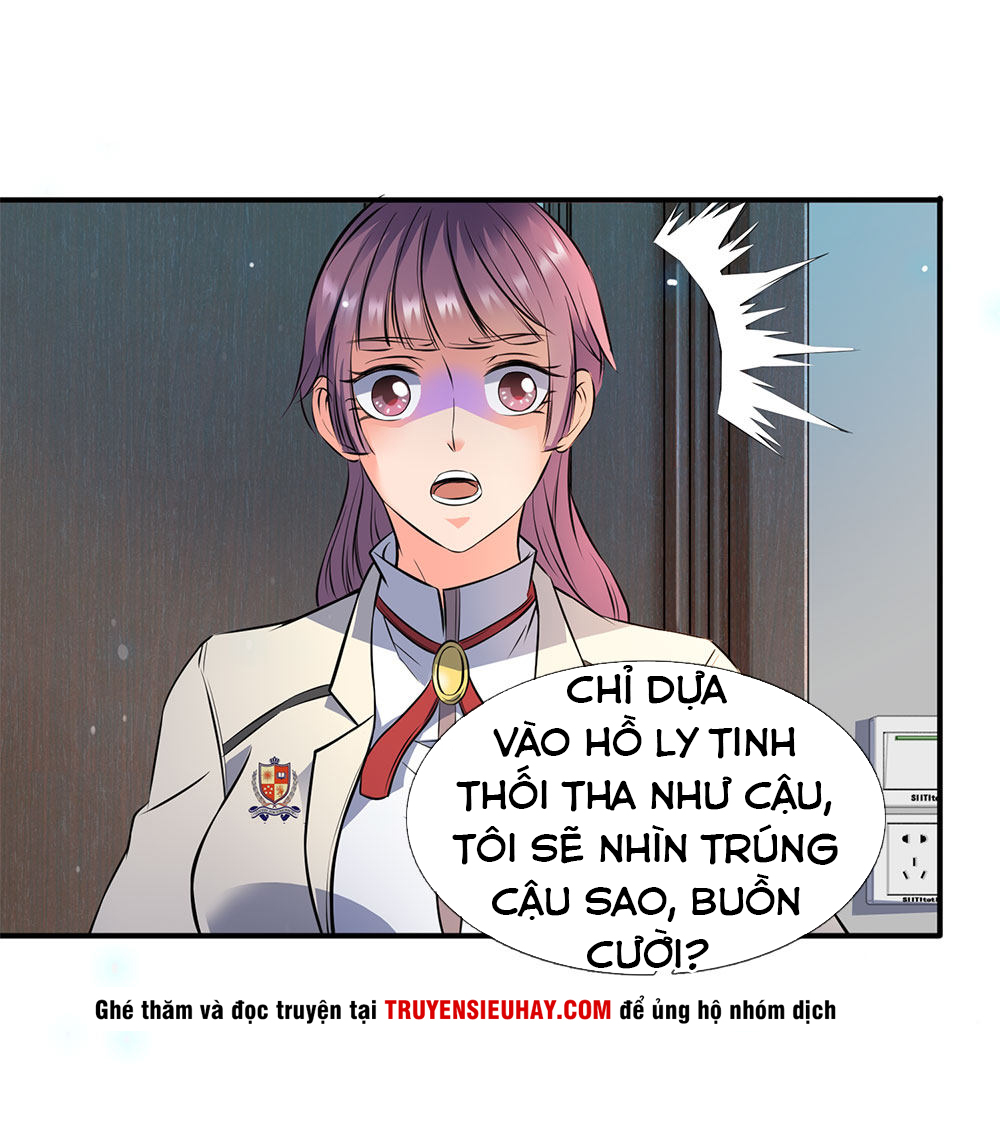 CHỈ DỰA
VÀO HỒ LY TINH
THỐI THA NHƯ CẬU,
TÔI SẼ NHÌN TRÚNG
CẬU SAO, BUỒN
CƯỜI?
Ghé thăm và đọc truyện tại TRUYENSIEUHAY.COM để ủng hộ nhóm dịch